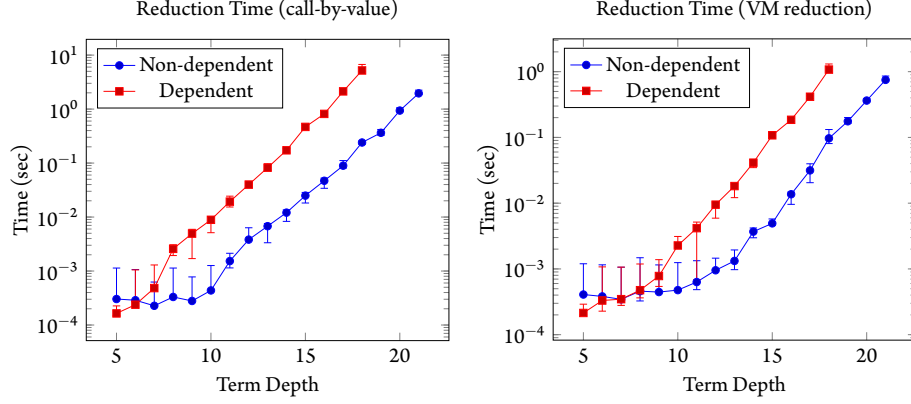 Reduction Time (call-by-value)
Non-dependent
Dependent
10^1
10^0
10^-1
10^-2
10^-3
10^-4
Time (sec)
5 10 15 20
Term Depth
Reduction Time (VM reduction)
Non-dependent
Dependent
10^0
10^-1
10^-2
10^-3
10^-4
Time (sec)
5 10 15 20
Term Depth